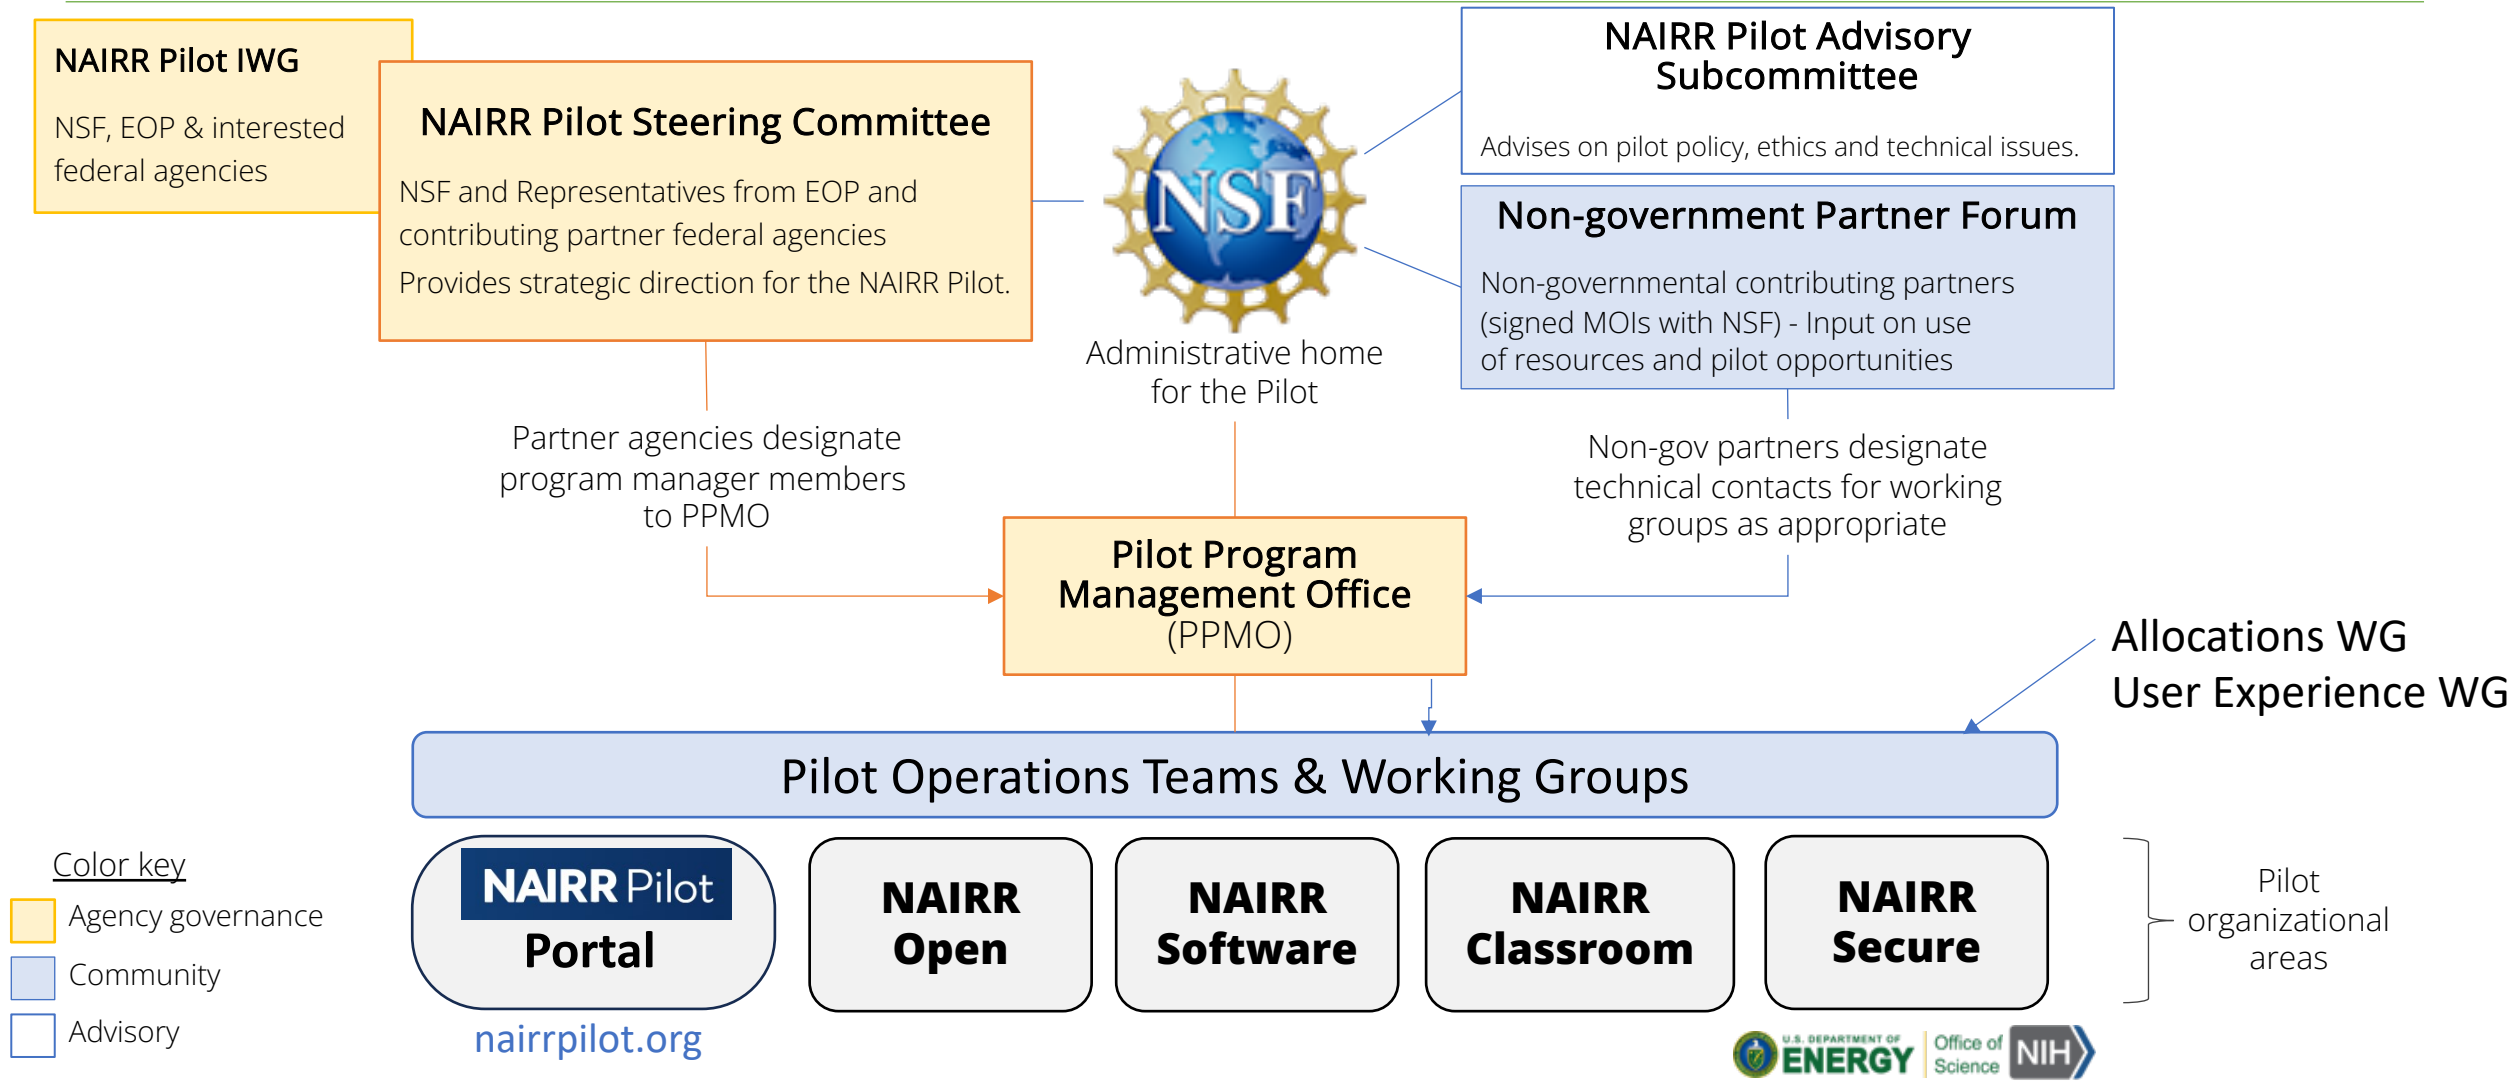 NAIRR Pilot IWG
NSF, EOP & interested
federal agencies
NAIRR Pilot Steering Committee
NSF and Representatives from EOP and
contributing partner federal agencies
Provides strategic direction for the NAIRR Pilot.
NSF
Administrative home
for the Pilot
NAIRR Pilot Advisory
Subcommittee
Advises on pilot policy, ethics and technical issues.
Non-government Partner Forum
Non-governmental contributing partners
(signed MOIs with NSF) - Input on use
of resources and pilot opportunities
Partner agencies designate
program manager members
to PPMO
Non-gov partners designate
technical contacts for working
groups as appropriate
Pilot Program
Management Office
(PPMO)
Allocations WG
User Experience WG
Pilot Operations Teams & Working Groups
NAIRR Pilot
Portal
nairrpilot.org
NAIRR
Open
NAIRR
Software
NAIRR
Classroom
NAIRR
Secure
Pilot
organizational
areas
Color key
Agency governance
Community
Advisory
U.S. DEPARTMENT OF
ENERGY
Office of
Science
NIH